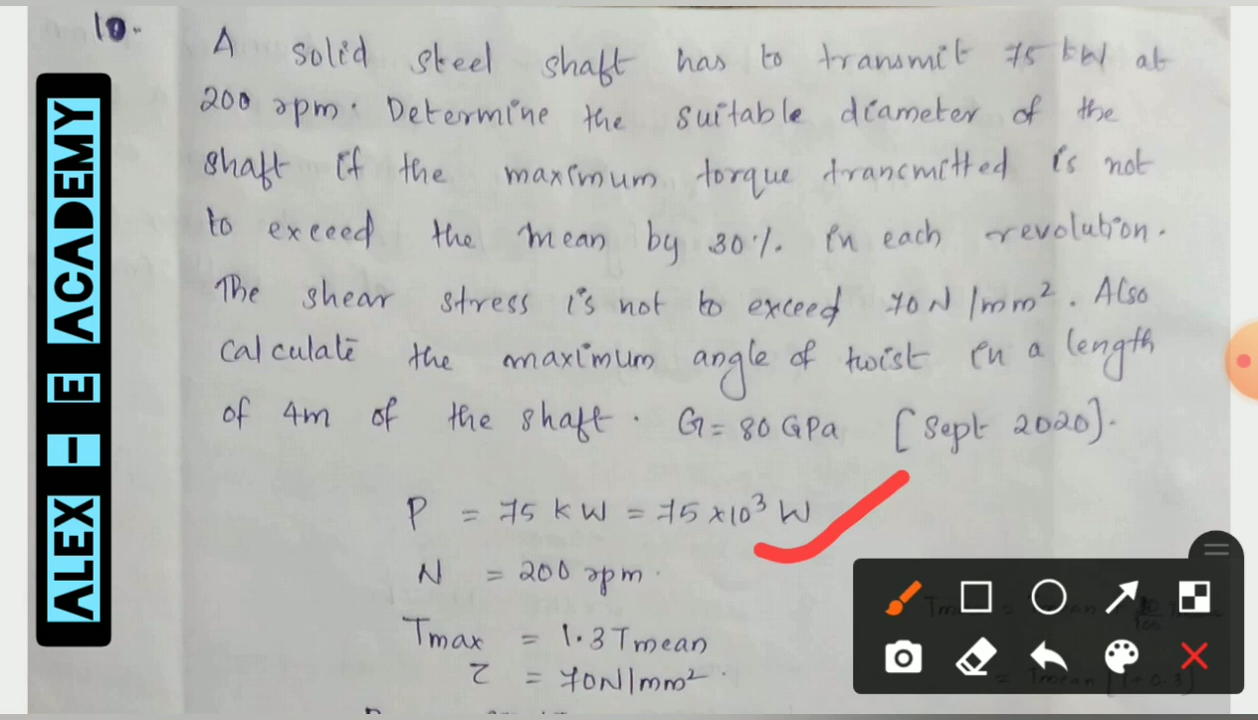 10.
A solid steel shaft has to transmit 75 kW at
200 rpm. Determine the suitable diameter of the
shaft if the maximum torque trancmitted is not
to exceed the mean by 30%. in each revolution.
The shear stress is not to exceed 70 N/mm². Also
calculate the maximum angle of twist in a length
of 4m of the shaft. G = 80 GPa [Sept 2020].
P = 75 kW = 75 x10³ W
N = 200 rpm.
Tmax = 1.3 Tmean
τ = 70N/mm².
ALEX - E ACADEMY